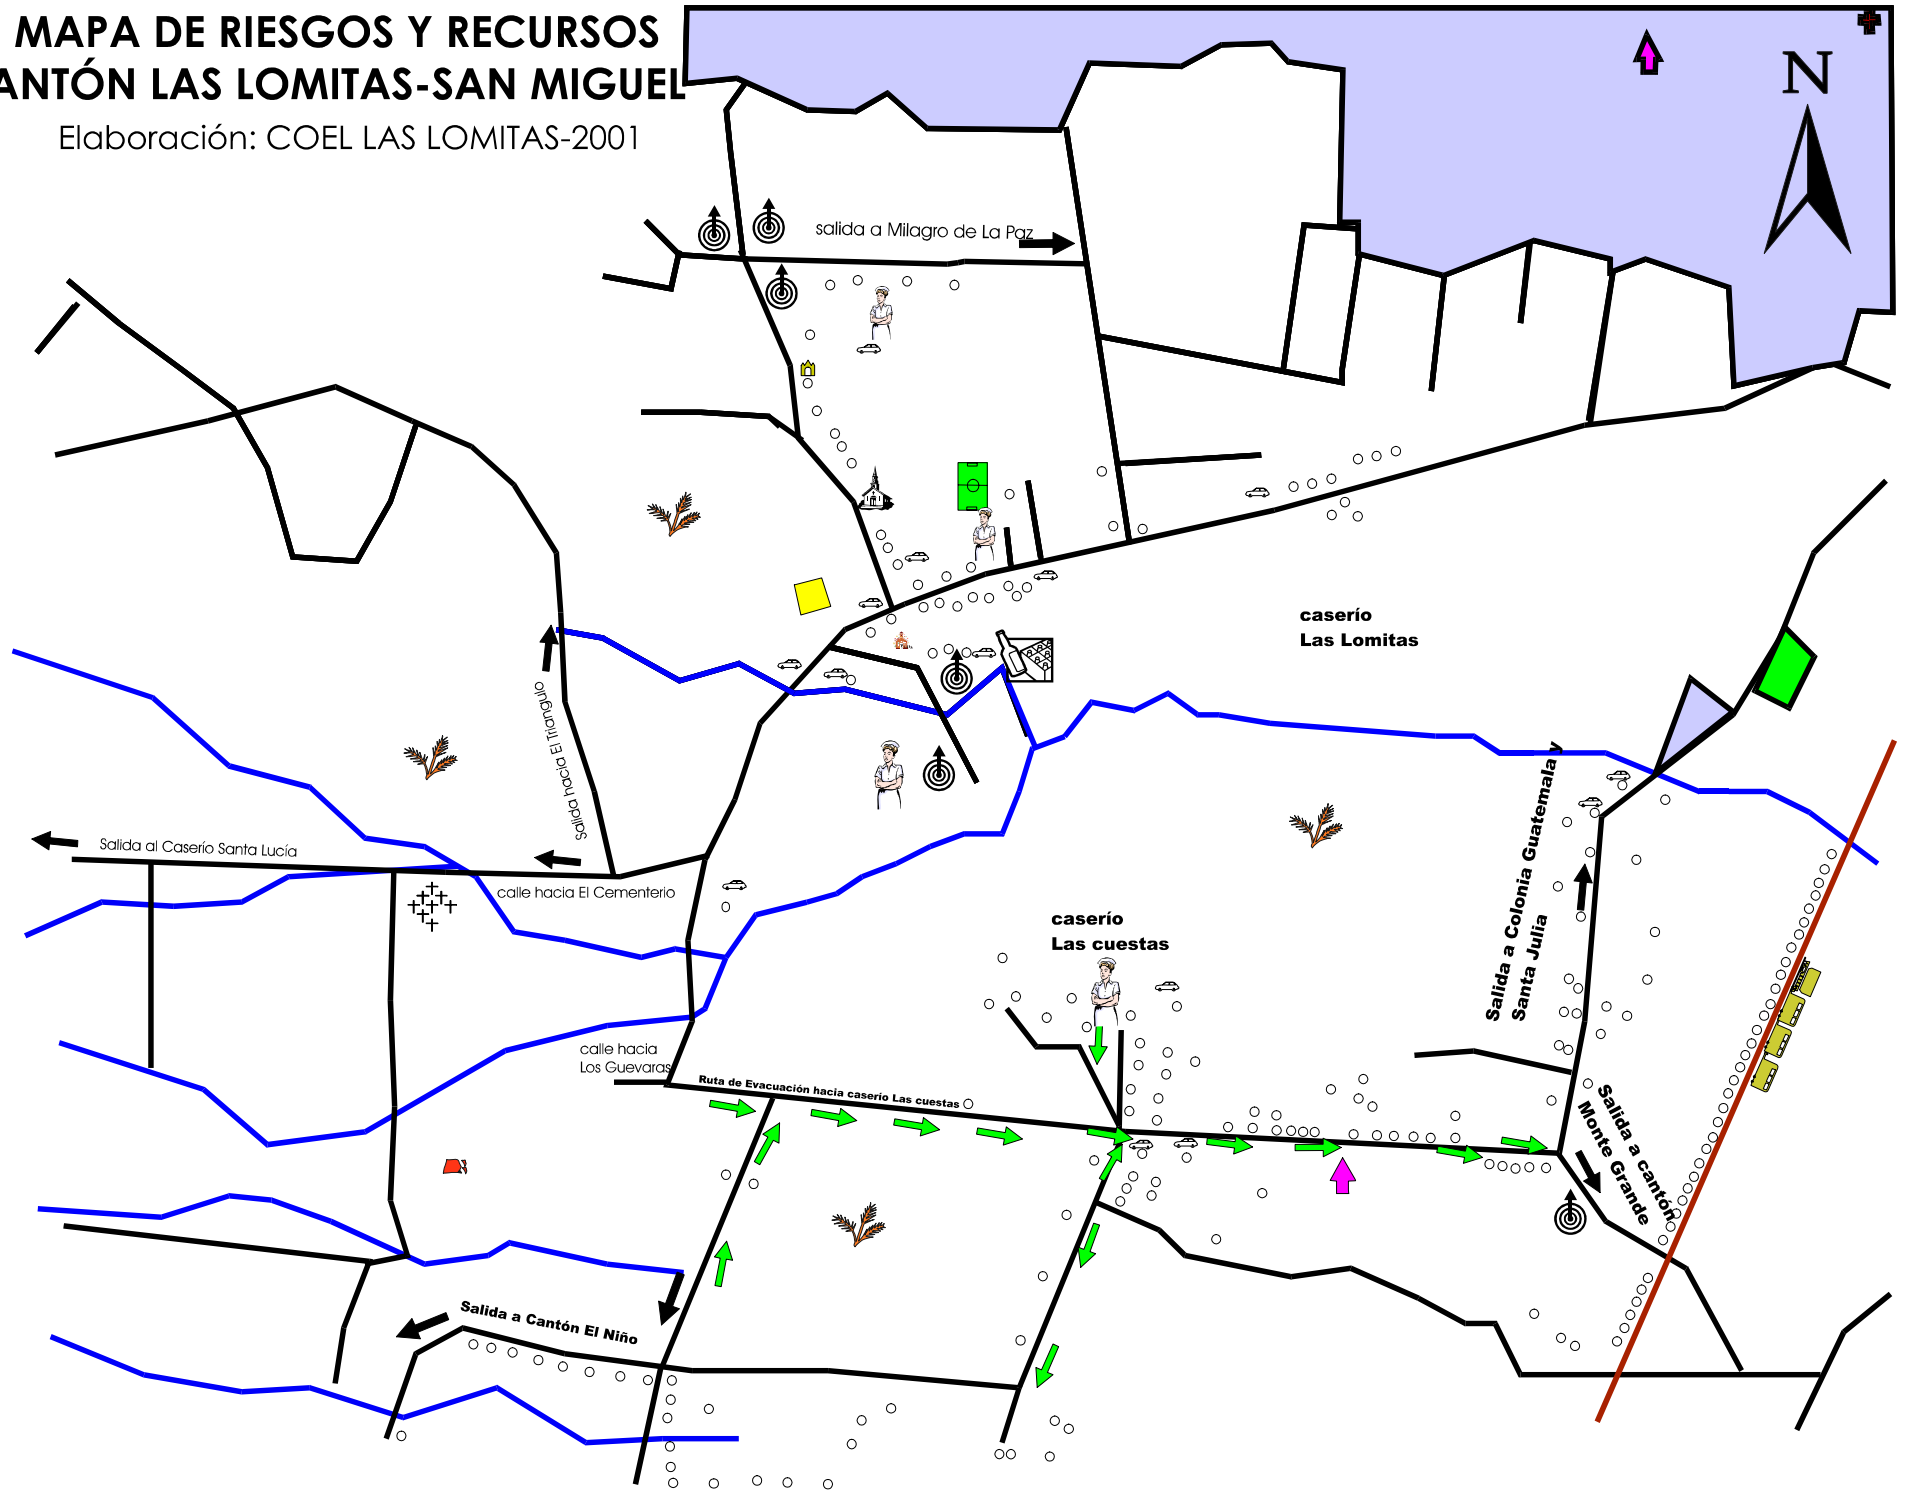 MAPA DE RIESGOS Y RECURSOS
ANTÓN LAS LOMITAS-SAN MIGUEL
Elaboración: COEL LAS LOMITAS-2001
N
salida a Milagro de La Paz
caserío
Las Lomitas
Salida hacia El Triángulo
Salida al Caserío Santa Lucía
calle hacia El Cementerio
Salida a Colonia Guatemala y
Santa Julia
caserío
Las cuestas
calle hacia
Los Guevaras
Ruta de Evacuación hacia caserío Las cuestas
Salida a cantón
Monte Grande
Salida a Cantón El Niño